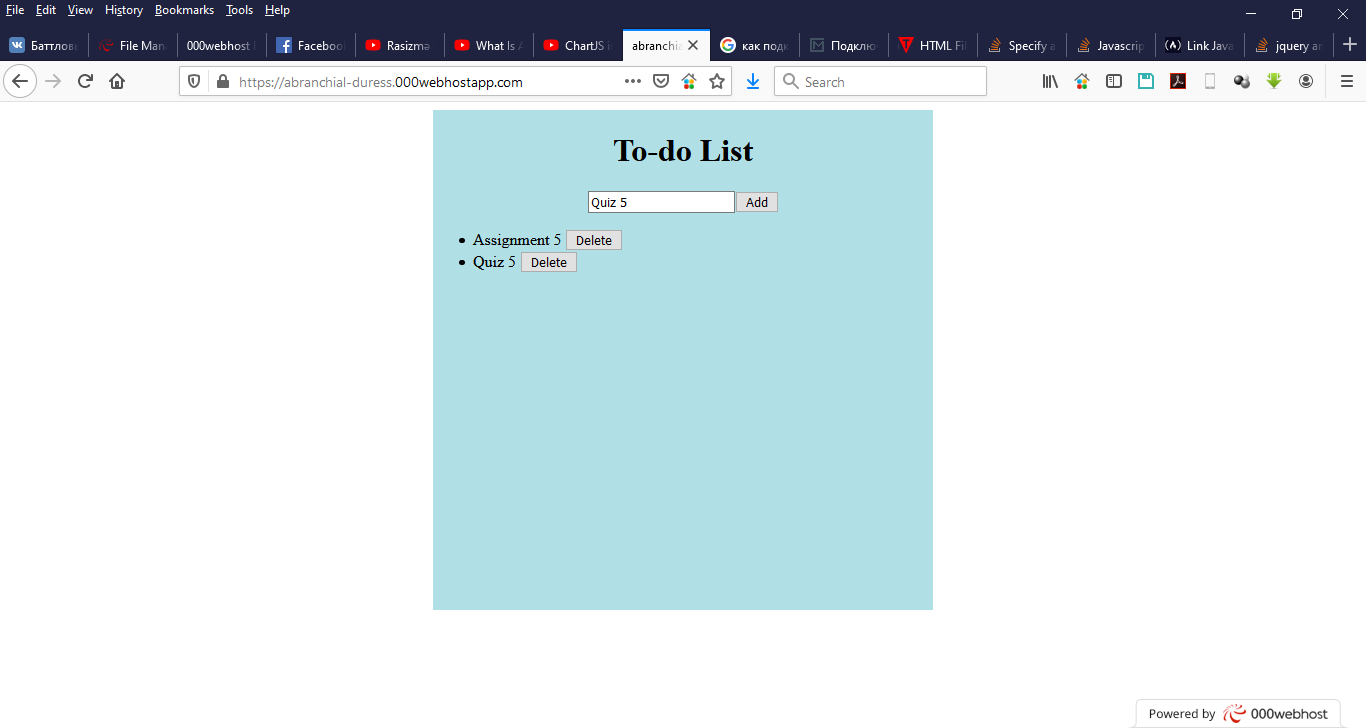 File Edit View History Bookmarks Tools Help
Баттлов File Man 000webhost Faceboo Rasizmə What Is ChartJS i abranchia как подк Подклю HTML Fil Specify a Javascrip Link Java jquery ar
https://abranchial-duress.000webhostapp.com
Search
To-do List
Quiz 5 Add
Assignment 5 Delete
Quiz 5 Delete
Powered by 000webhost